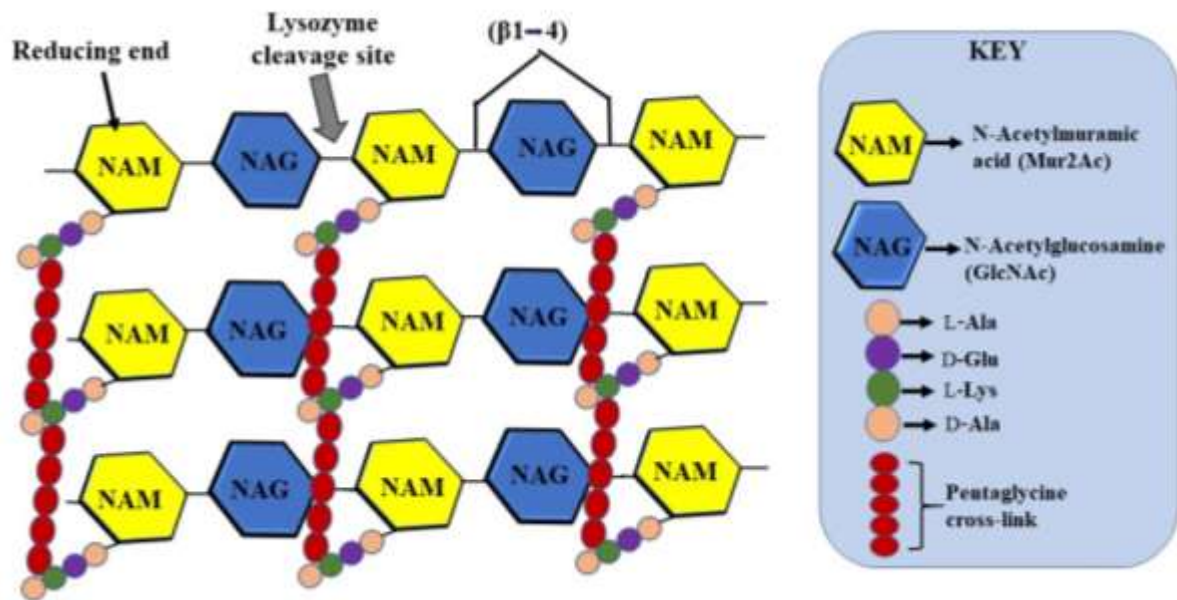 Reducing end
Lysozyme
cleavage site
(β1–4)
NAM NAG NAM NAG NAM
NAM NAG NAM NAG NAM
NAM NAG NAM NAG NAM
KEY
NAM
N-Acetylmuramic
acid (Mur2Ac)
NAG
N-Acetylglucosamine
(GlcNAc)
L-Ala
D-Glu
L-Lys
D-Ala
Pentaglycine
cross-link